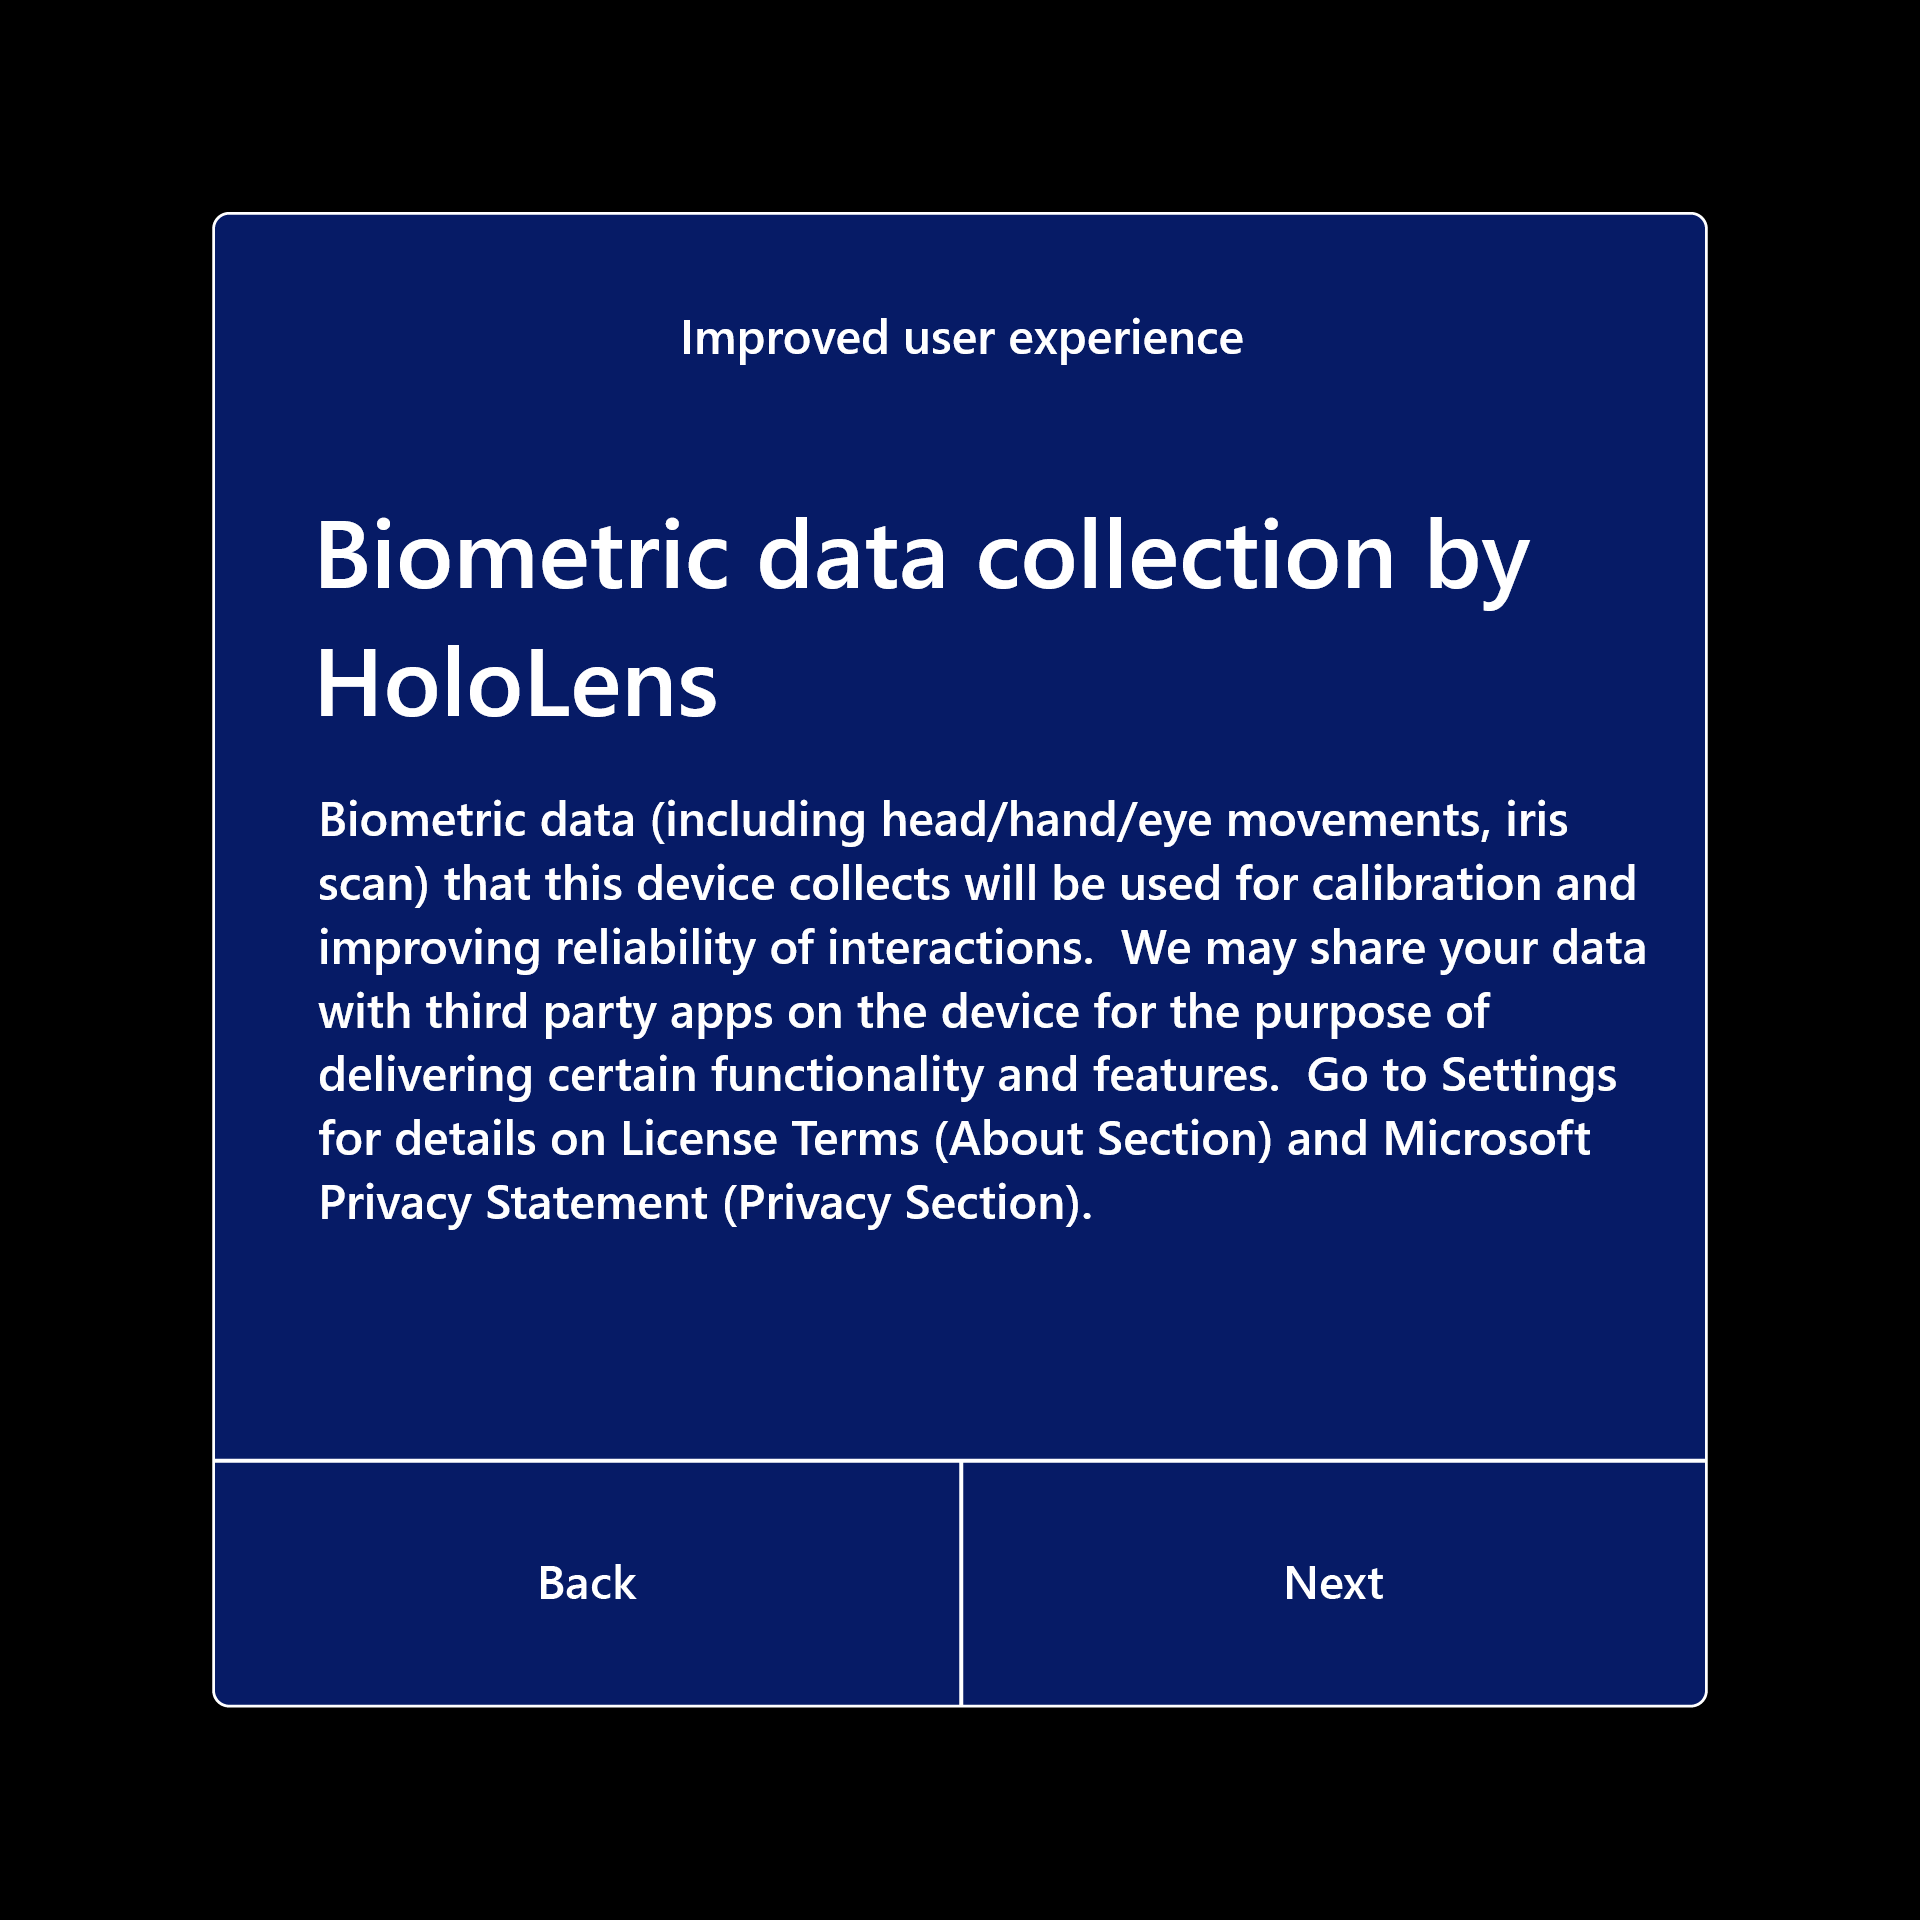 Improved user experience
Biometric data collection by
HoloLens
Biometric data (including head/hand/eye movements, iris
scan) that this device collects will be used for calibration and
improving reliability of interactions.  We may share your data
with third party apps on the device for the purpose of
delivering certain functionality and features.  Go to Settings
for details on License Terms (About Section) and Microsoft
Privacy Statement (Privacy Section).
Back
Next